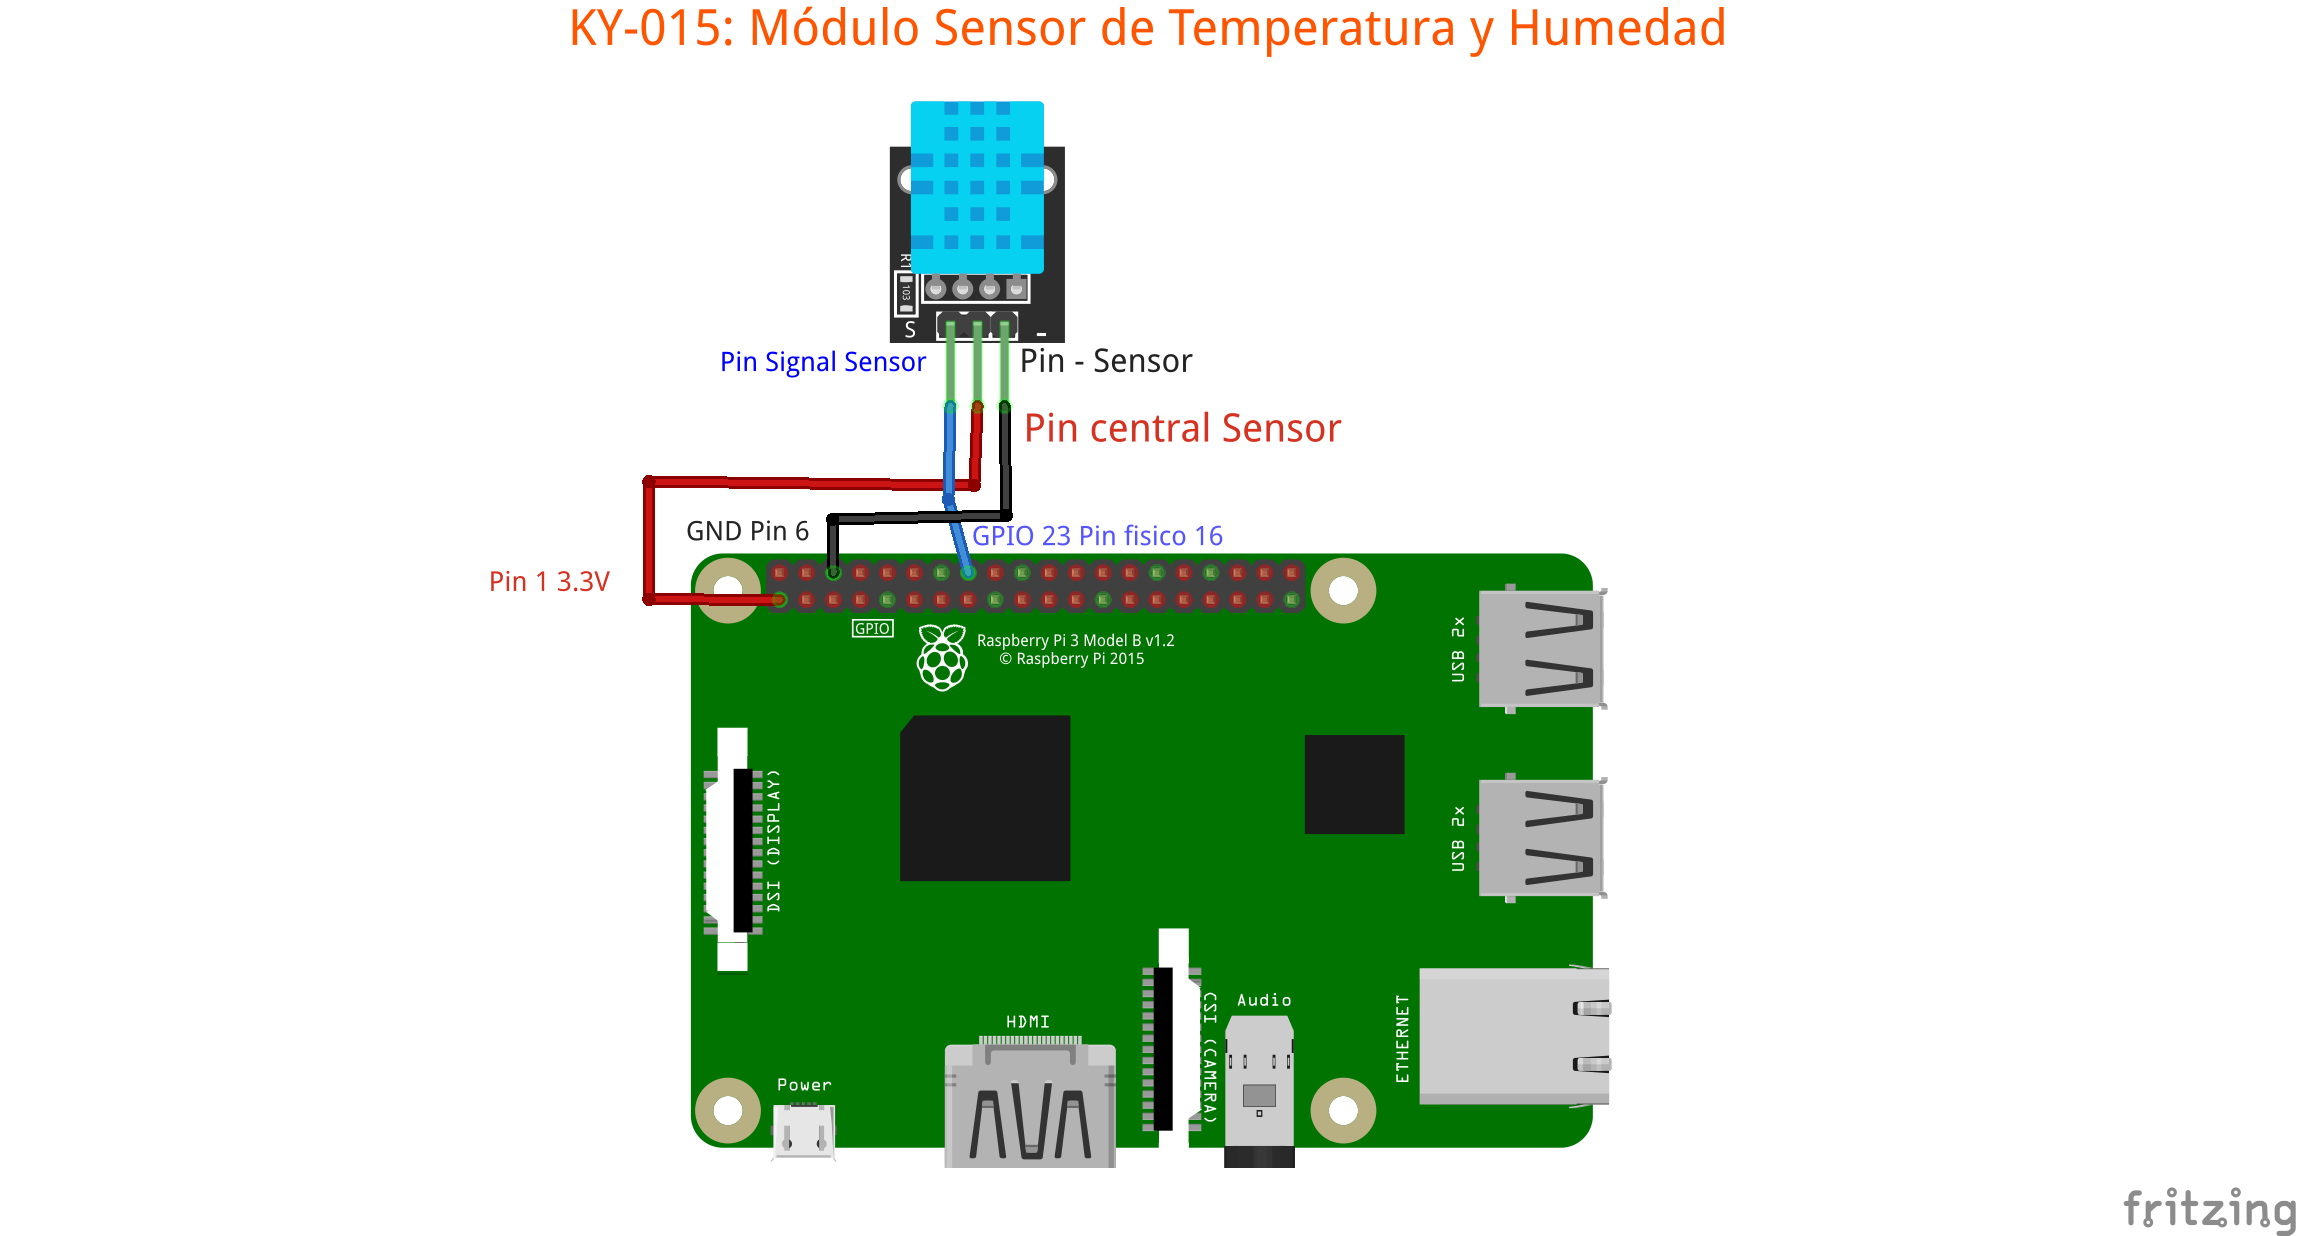 KY-015: Módulo Sensor de Temperatura y Humedad
R1
103
S
-
Pin Signal Sensor
Pin - Sensor
Pin central Sensor
GND Pin 6
GPIO 23 Pin fisico 16
Pin 1 3.3V
GPIO
Raspberry Pi 3 Model B v1.2
© Raspberry Pi 2015
USB 2x
DSI (DISPLAY)
USB 2x
CSI (CAMERA)
Audio
ETHERNET
HDMI
Power
fritzing